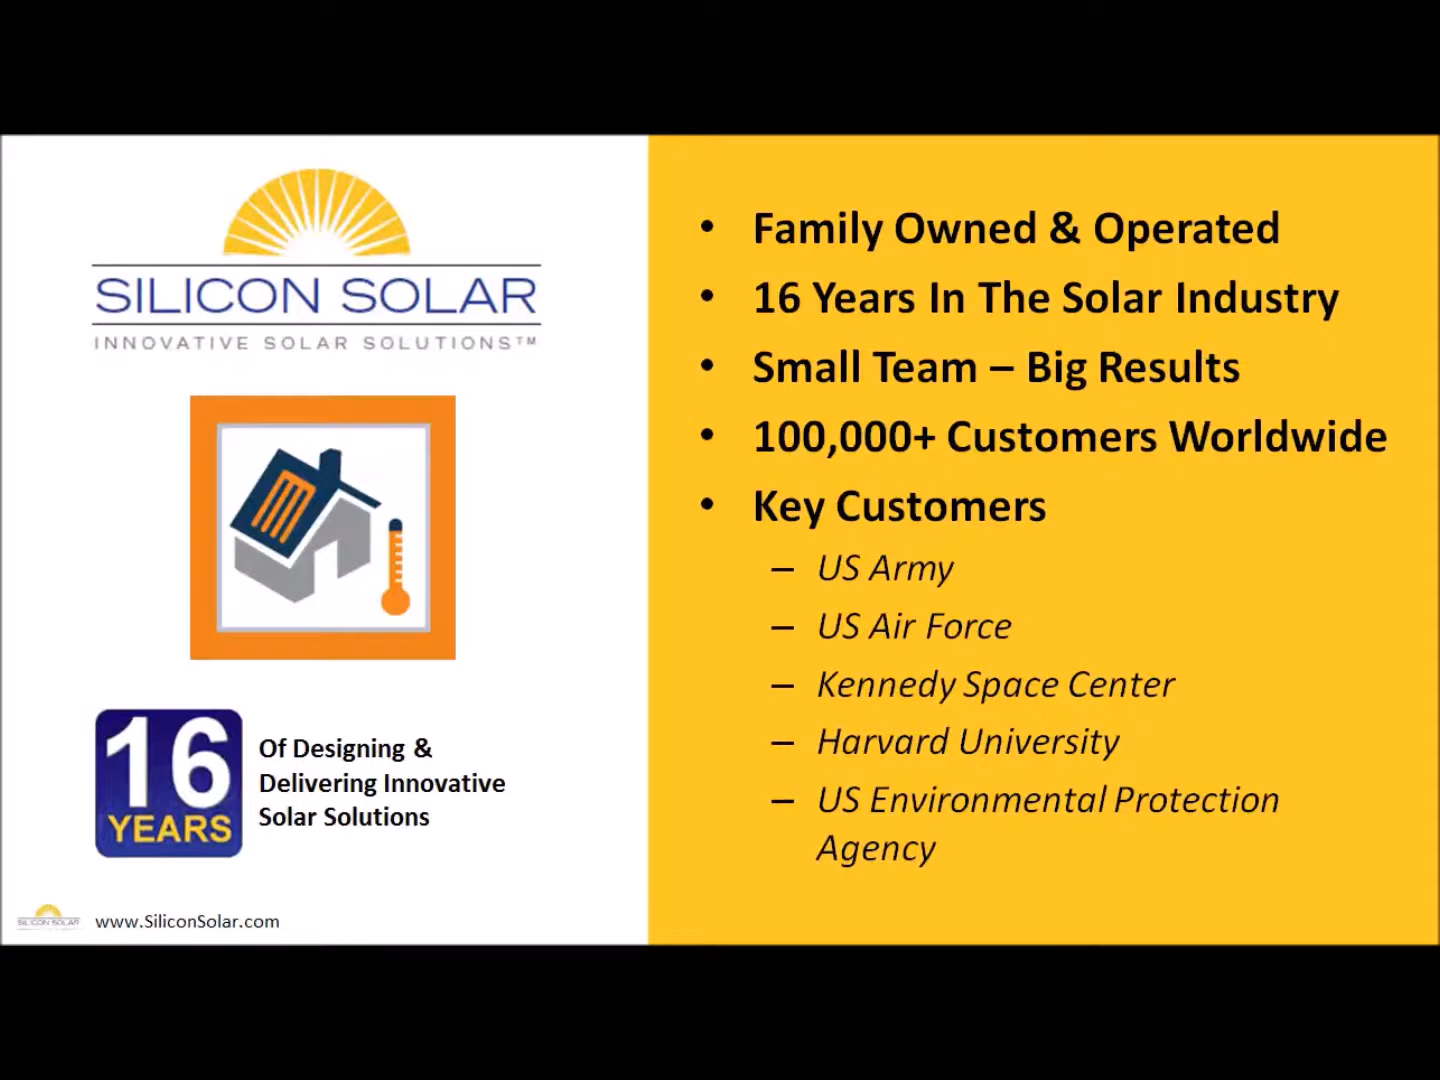 SILICON SOLAR
INNOVATIVE SOLAR SOLUTIONS™
16
YEARS
Of Designing &
Delivering Innovative
Solar Solutions
SILICON SOLAR
www.SiliconSolar.com
• Family Owned & Operated
• 16 Years In The Solar Industry
• Small Team – Big Results
• 100,000+ Customers Worldwide
• Key Customers
– US Army
– US Air Force
– Kennedy Space Center
– Harvard University
– US Environmental Protection
Agency